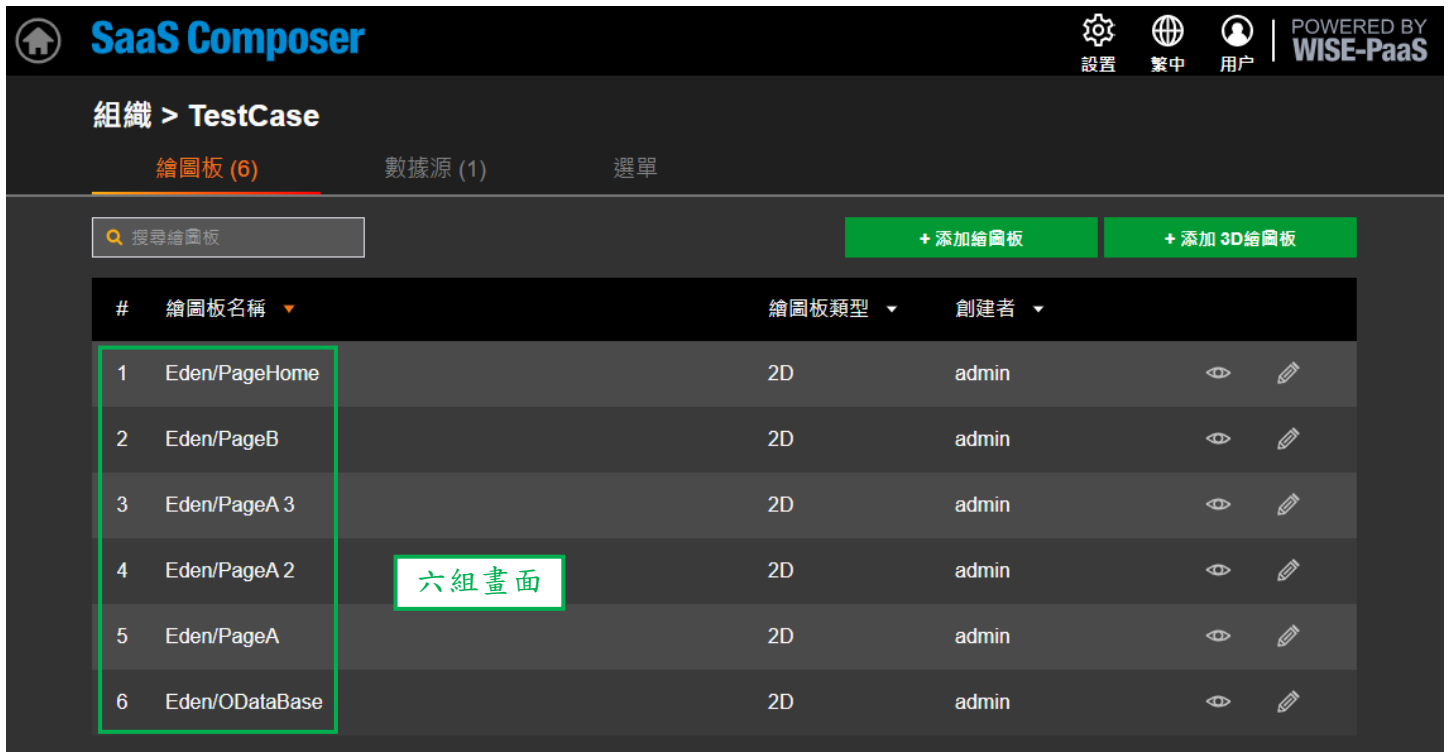 SaaS Composer
設置
繁中
用户
POWERED BY
WISE-PaaS
組織 > TestCase
繪圖板 (6)
數據源 (1)
選單
搜尋繪圖板
+ 添加繪圖板
+ 添加 3D繪圖板
# 繪圖板名稱 繪圖板類型 創建者
1 Eden/PageHome 2D admin
2 Eden/PageB 2D admin
3 Eden/PageA 3 2D admin
4 Eden/PageA 2 2D admin
六組畫面
5 Eden/PageA 2D admin
6 Eden/ODataBase 2D admin